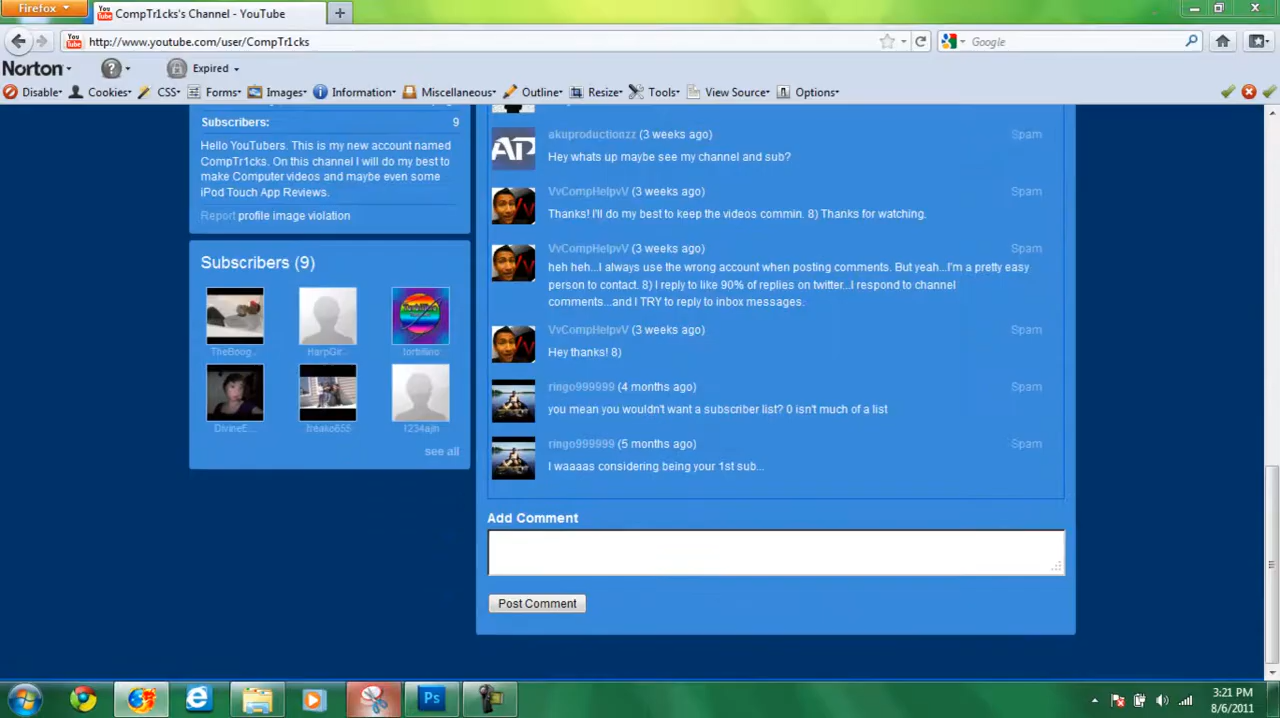 Firefox
CompTr1cks's Channel - YouTube
http://www.youtube.com/user/CompTr1cks
Google
Norton
Expired
Disable
Cookies
CSS
Forms
Images
Information
Miscellaneous
Outline
Resize
Tools
View Source
Options
Subscribers: 9
Hello YouTubers. This is my new account named
CompTr1cks. On this channel I will do my best to
make Computer videos and maybe even some
iPod Touch App Reviews.
Report profile image violation
Subscribers (9)
TheBoog...
HarpGir...
tortillino
DivineE...
freako655
1234ajn
see all
akuproductionzz (3 weeks ago) Spam
Hey whats up maybe see my channel and sub?
VvCompHelpvV (3 weeks ago) Spam
Thanks! I'll do my best to keep the videos commin. 8) Thanks for watching.
VvCompHelpvV (3 weeks ago) Spam
heh heh...I always use the wrong account when posting comments. But yeah...I'm a pretty easy
person to contact. 8) I reply to like 90% of replies on twitter...I respond to channel
comments...and I TRY to reply to inbox messages.
VvCompHelpvV (3 weeks ago) Spam
Hey thanks! 8)
ringo999999 (4 months ago) Spam
you mean you wouldn't want a subscriber list? 0 isn't much of a list
ringo999999 (5 months ago) Spam
I waaaas considering being your 1st sub...
Add Comment
Post Comment
Ps
3:21 PM
8/6/2011